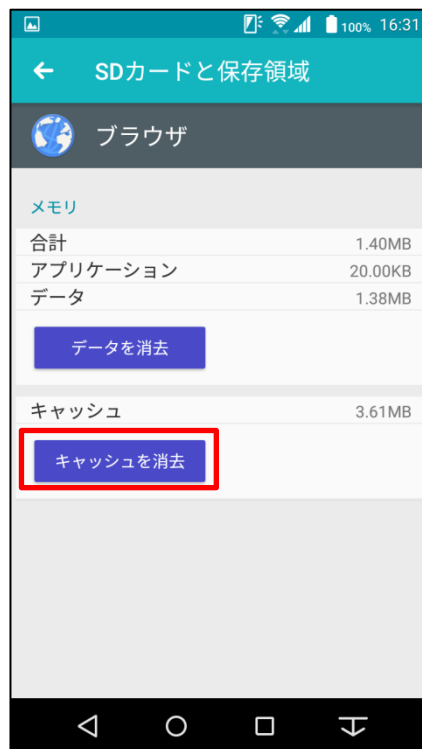 100% 16:31
SDカードと保存領域
ブラウザ
メモリ
合計 1.40MB
アプリケーション 20.00KB
データ 1.38MB
データを消去
キャッシュ 3.61MB
キャッシュを消去